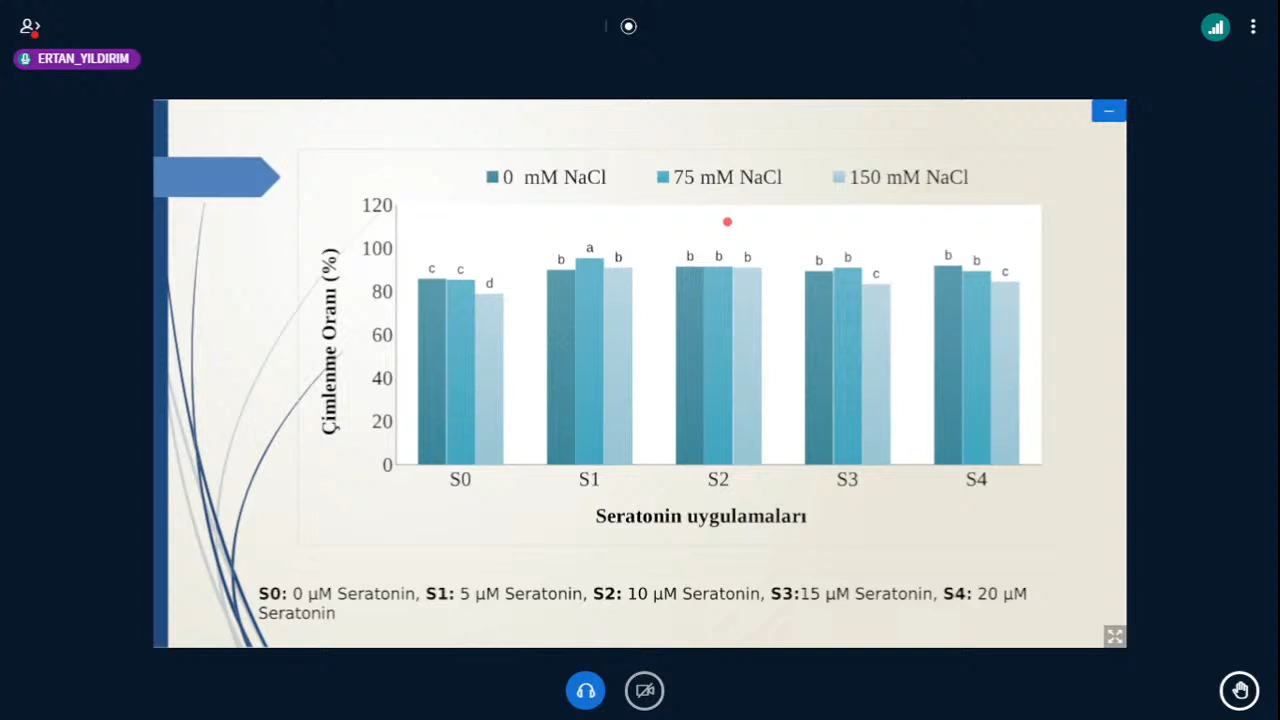 ERTAN_YILDIRIM
0 mM NaCl 75 mM NaCl 150 mM NaCl
Çimlenme Oranı (%)
120
100
80
60
40
20
0
c c d
b a b
b b b
b b c
b b c
S0 S1 S2 S3 S4
Seratonin uygulamaları
S0: 0 µM Seratonin, S1: 5 µM Seratonin, S2: 10 µM Seratonin, S3:15 µM Seratonin, S4: 20 µM
Seratonin